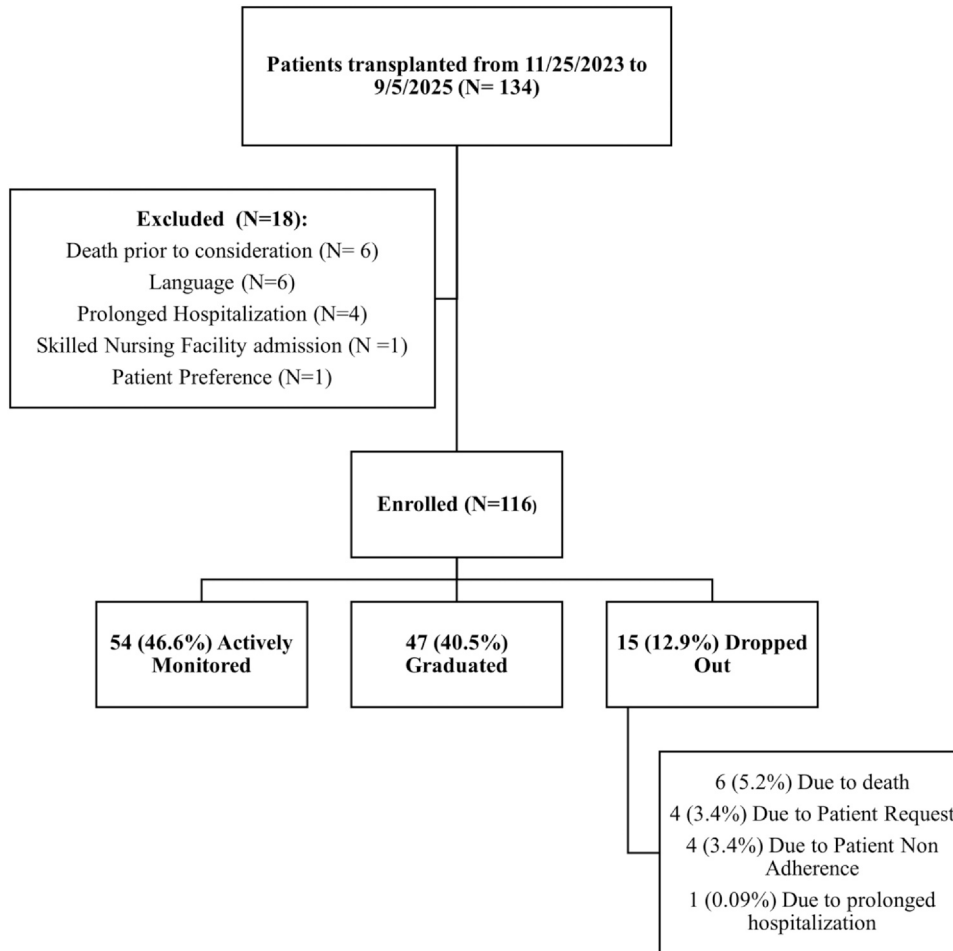 Patients transplanted from 11/25/2023 to
9/5/2025 (N= 134)
Excluded (N=18):
Death prior to consideration (N= 6)
Language (N=6)
Prolonged Hospitalization (N=4)
Skilled Nursing Facility admission (N =1)
Patient Preference (N=1)
Enrolled (N=116)
54 (46.6%) Actively
Monitored
47 (40.5%)
Graduated
15 (12.9%) Dropped
Out
6 (5.2%) Due to death
4 (3.4%) Due to Patient Request
4 (3.4%) Due to Patient Non
Adherence
1 (0.09%) Due to prolonged
hospitalization